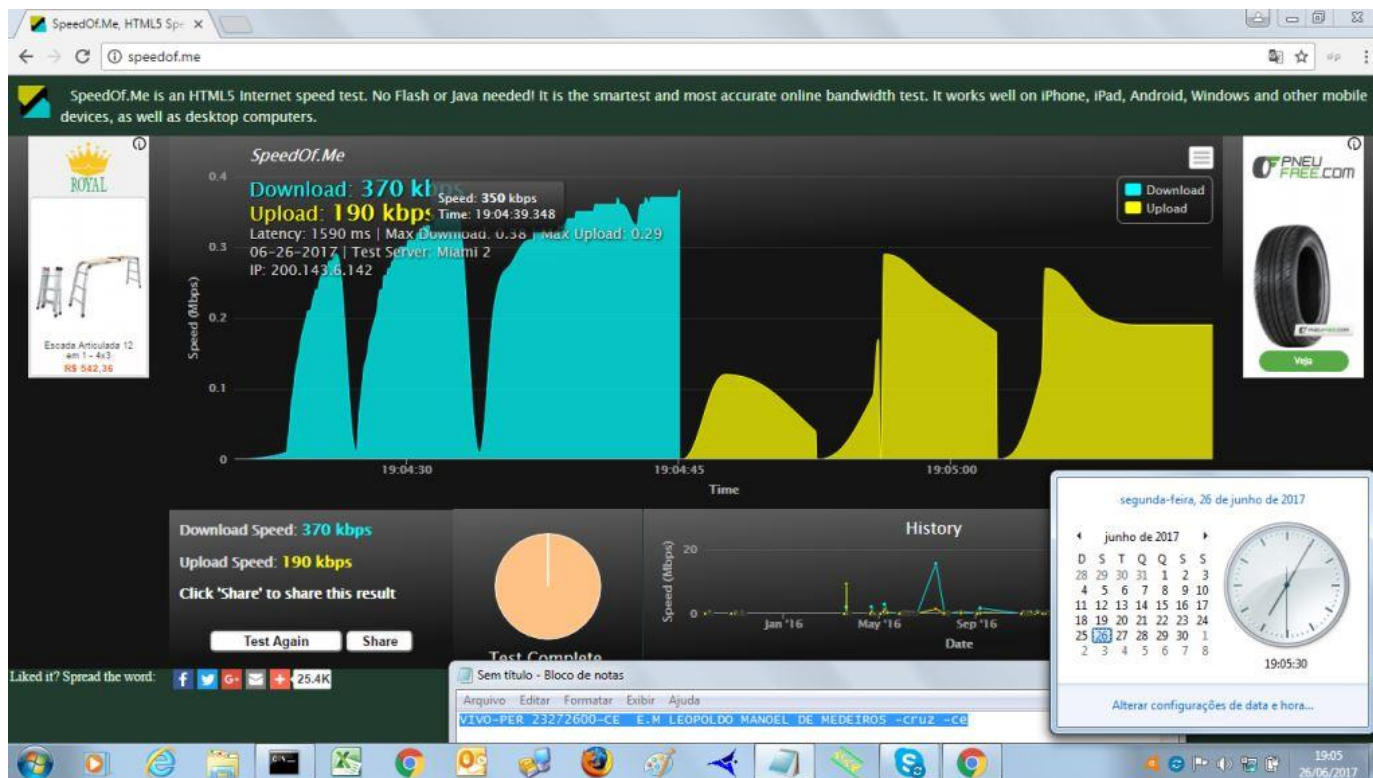 SpeedOf.Me, HTML5 Spe
speedof.me
SpeedOf.Me is an HTML5 Internet speed test. No Flash or Java needed! It is the smartest and most accurate online bandwidth test. It works well on iPhone, iPad, Android, Windows and other mobile
devices, as well as desktop computers.
ROYAL
Escada Articulada 12
em 1 - 4x3
R$ 542,36
SpeedOf.Me
Download: 370 kbps
Upload: 190 kbps
Speed: 350 kbps
Time: 19:04:39.348
Latency: 1590 ms | Max Download: 0.38 | Max Upload: 0.29
06-26-2017 | Test Server: Miami 2
IP: 200.143.6.142
Download
Upload
0.4
0.3
0.2
0.1
0
Speed (Mbps)
19:04:30
19:04:45
19:05:00
Time
PNEU
FREE.COM
PNEUFREE.COM
Veja
Download Speed: 370 kbps
Upload Speed: 190 kbps
Click 'Share' to share this result
Test Again
Share
Test Complete
History
Speed (Mbps)
20
0
Jan '16
May '16
Sep '16
Date
Liked it? Spread the word:
25.4K
Sem título - Bloco de notas
Arquivo Editar Formatar Exibir Ajuda
VIVO-PER 23272600-CE E.M LEOPOLDO MANOEL DE MEDEIROS -cruz -ce
segunda-feira, 26 de junho de 2017
junho de 2017
D S T Q Q S S
28 29 30 31 1 2 3
4 5 6 7 8 9 10
11 12 13 14 15 16 17
18 19 20 21 22 23 24
25 26 27 28 29 30 1
2 3 4 5 6 7 8
19:05:30
Alterar configurações de data e hora...
19:05
26/06/2017